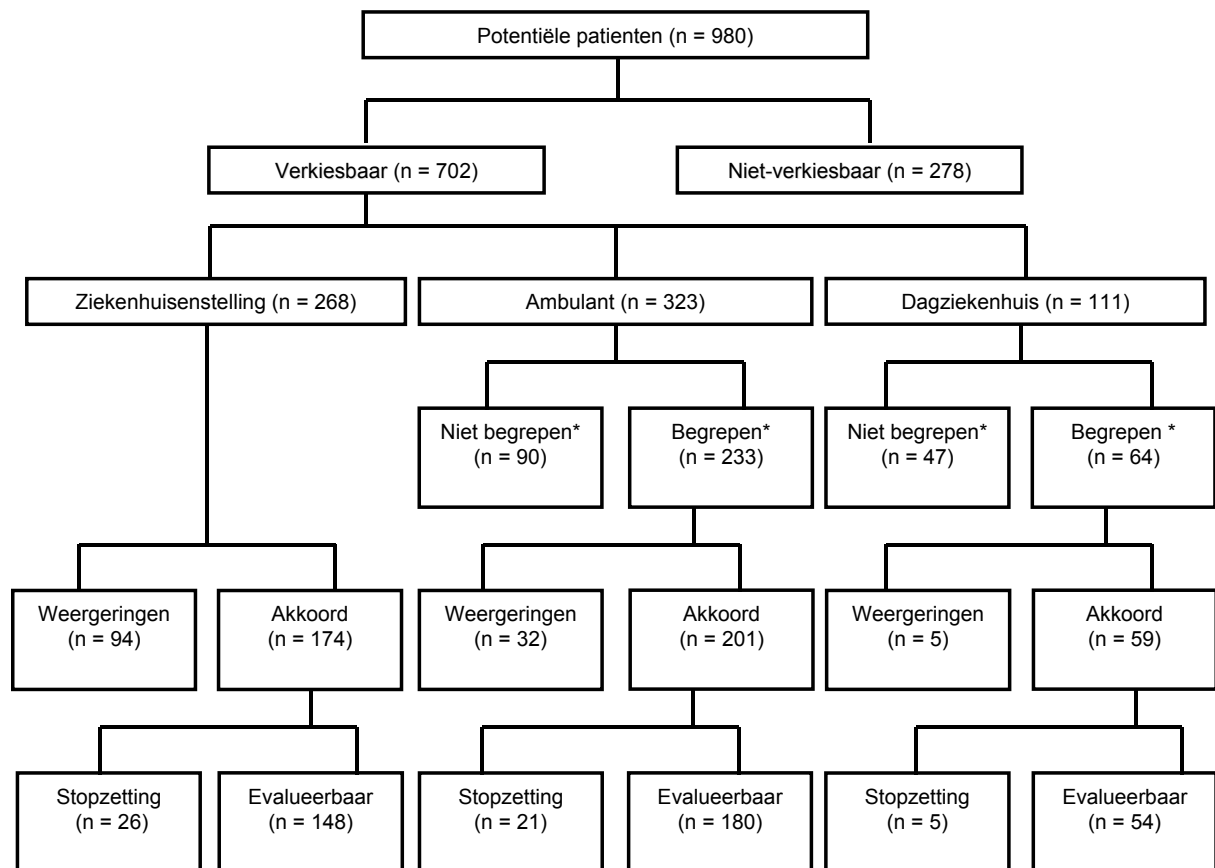 Potentiële patienten (n = 980)
Verkiesbaar (n = 702)
Niet-verkiesbaar (n = 278)
Ziekenhuisenstelling (n = 268)
Ambulant (n = 323)
Dagziekenhuis (n = 111)
Niet begrepen*
(n = 90)
Begrepen*
(n = 233)
Niet begrepen*
(n = 47)
Begrepen *
(n = 64)
Weergeringen
(n = 94)
Akkoord
(n = 174)
Weergeringen
(n = 32)
Akkoord
(n = 201)
Weergeringen
(n = 5)
Akkoord
(n = 59)
Stopzetting
(n = 26)
Evalueerbaar
(n = 148)
Stopzetting
(n = 21)
Evalueerbaar
(n = 180)
Stopzetting
(n = 5)
Evalueerbaar
(n = 54)